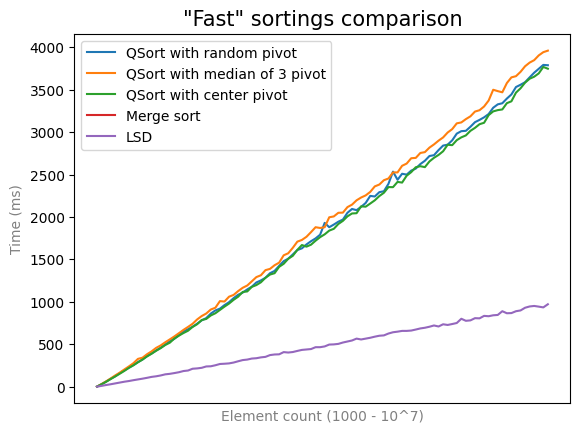 "Fast" sortings comparison
4000
3500
3000
2500
2000
1500
1000
500
0
Time (ms)
QSort with random pivot
QSort with median of 3 pivot
QSort with center pivot
Merge sort
LSD
Element count (1000 - 10^7)